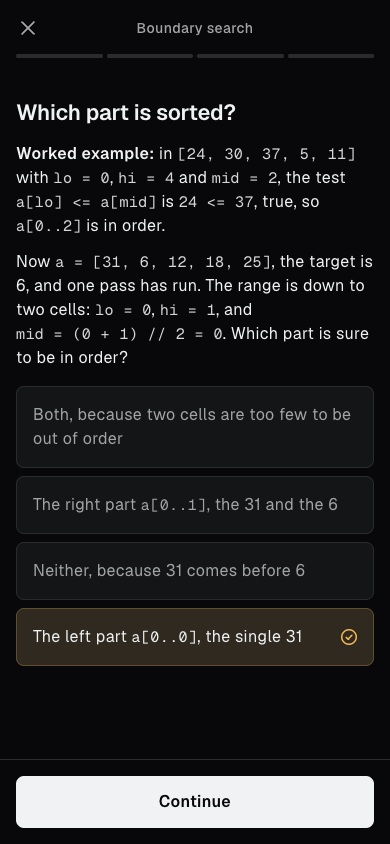 Boundary search
Which part is sorted?
Worked example: in [24, 30, 37, 5, 11]
with lo = 0, hi = 4 and mid = 2, the test
a[lo] <= a[mid] is 24 <= 37, true, so
a[0..2] is in order.
Now a = [31, 6, 12, 18, 25], the target is
6, and one pass has run. The range is down to
two cells: lo = 0, hi = 1, and
mid = (0 + 1) // 2 = 0. Which part is sure
to be in order?
Both, because two cells are too few to be
out of order
The right part a[0..1], the 31 and the 6
Neither, because 31 comes before 6
The left part a[0..0], the single 31
Continue